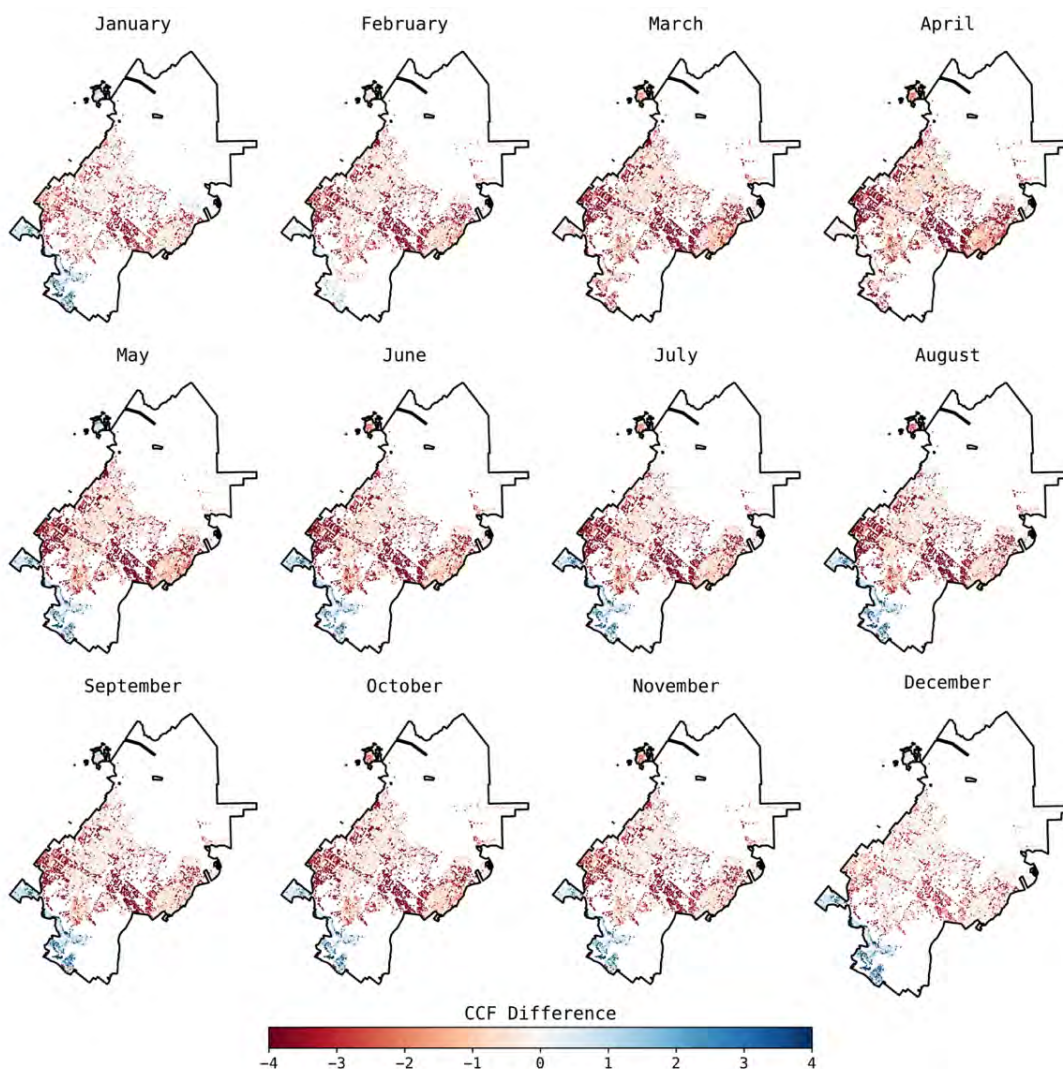 January February March April
May June July August
September October November December
CCF Difference
−4 −3 −2 −1 0 1 2 3 4